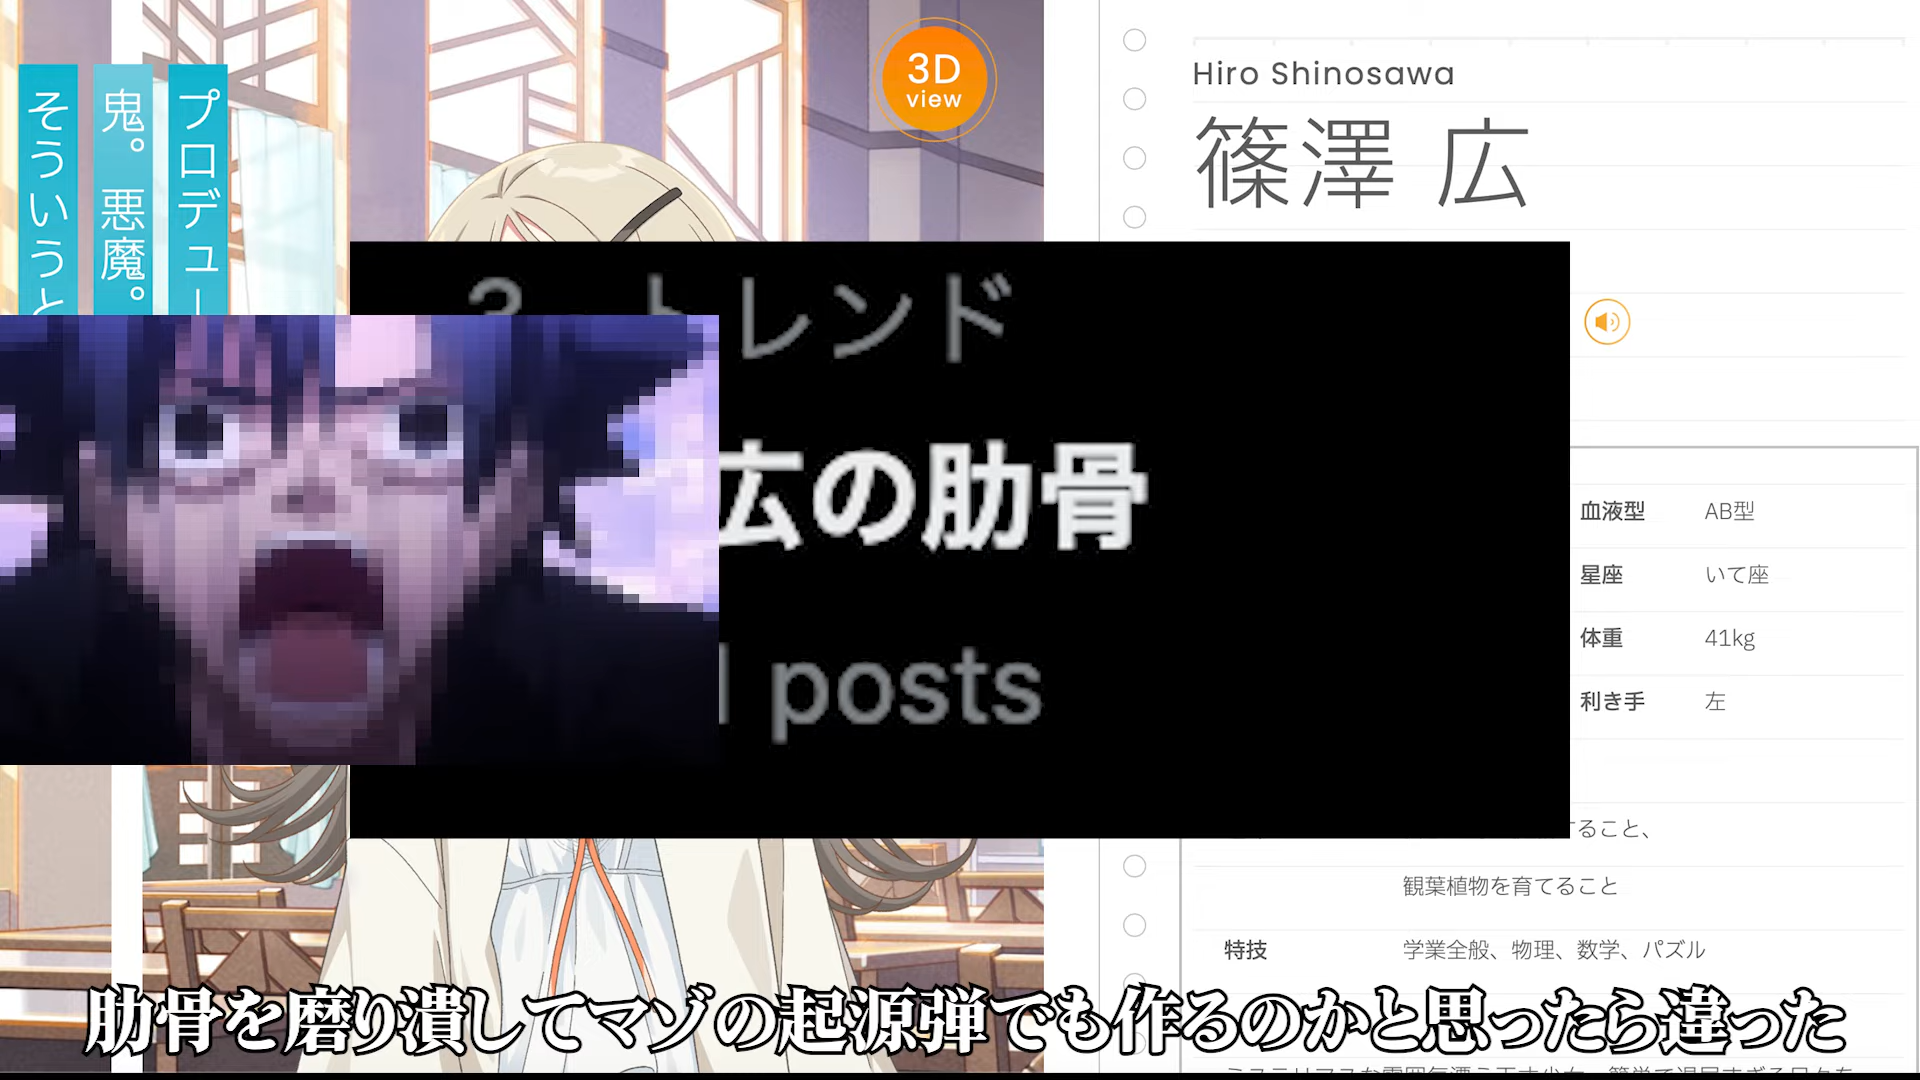 プロデュー
鬼。悪魔。
そういうと
3D
view
Hiro Shinosawa
篠澤 広
トレンド
広の肋骨
posts
血液型 AB型
星座 いて座
体重 41kg
利き手 左
ること、
観葉植物を育てること
特技 学業全般、物理、数学、パズル
肋骨を磨り潰してマゾの起源弾でも作るのかと思ったら違った